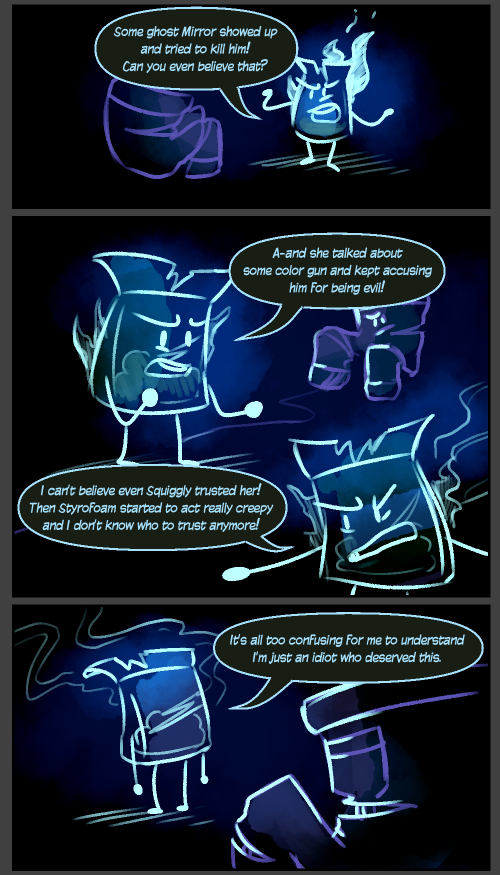 Some ghost Mirror showed up
and tried to kill him!
Can you even believe that?
A-and she talked about
some color gun and kept accusing
him for being evil!
I can't believe even Squiggly trusted her!
Then StyroFoam started to act really creepy
and I don't know who to trust anymore!
It's all too confusing for me to understand
I'm just an idiot who deserved this.